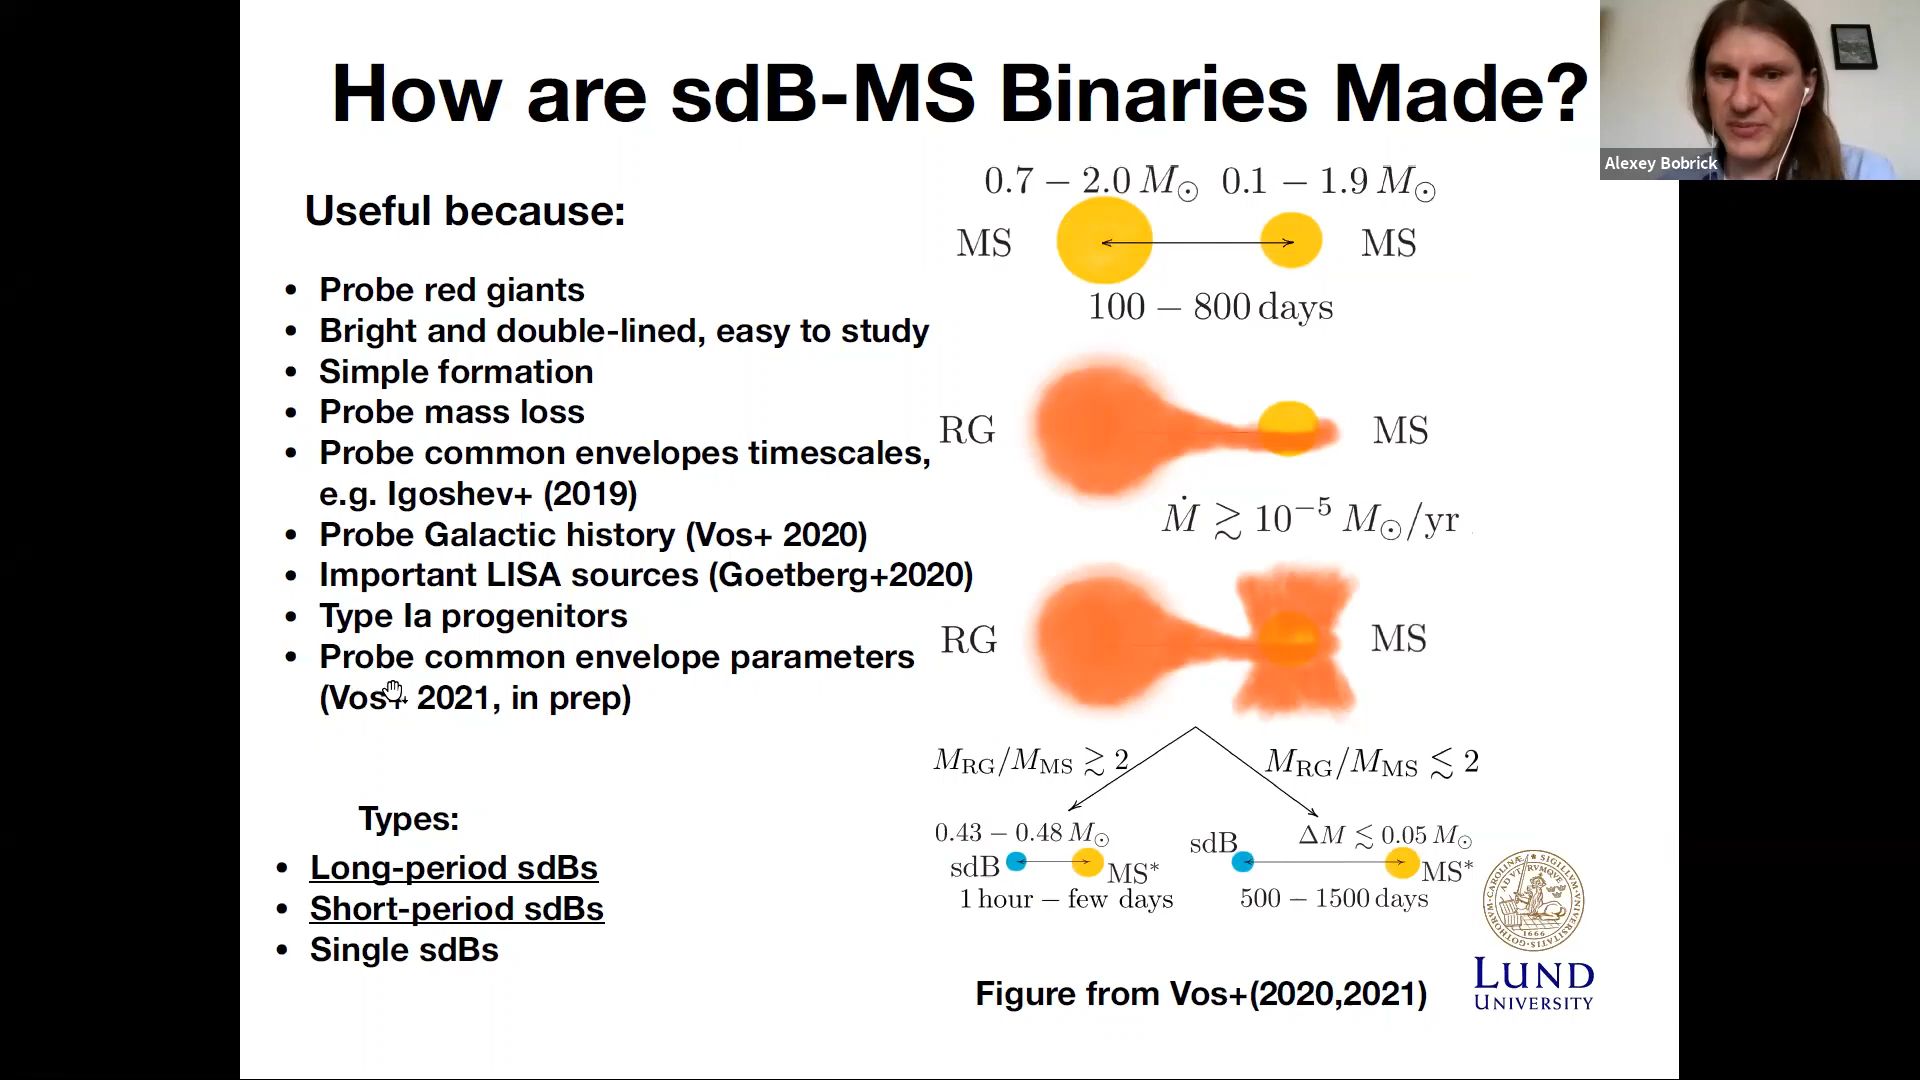 How are sdB-MS Binaries Made?
Alexey Bobrick
Useful because:
• Probe red giants
• Bright and double-lined, easy to study
• Simple formation
• Probe mass loss
• Probe common envelopes timescales,
e.g. Igoshev+ (2019)
• Probe Galactic history (Vos+ 2020)
• Important LISA sources (Goetberg+2020)
• Type Ia progenitors
• Probe common envelope parameters
(Vos+ 2021, in prep)
Types:
• Long-period sdBs
• Short-period sdBs
• Single sdBs
0.7 − 2.0 M⊙ 0.1 − 1.9 M⊙
MS MS
100 − 800 days
RG MS
Ṁ ≳ 10⁻⁵ M⊙/yr
RG MS
M_RG/M_MS ≳ 2 M_RG/M_MS ≲ 2
0.43 − 0.48 M⊙ ΔM ≲ 0.05 M⊙
sdB MS* sdB MS*
1 hour − few days 500 − 1500 days
Figure from Vos+(2020,2021)
1666
LUND
UNIVERSITY